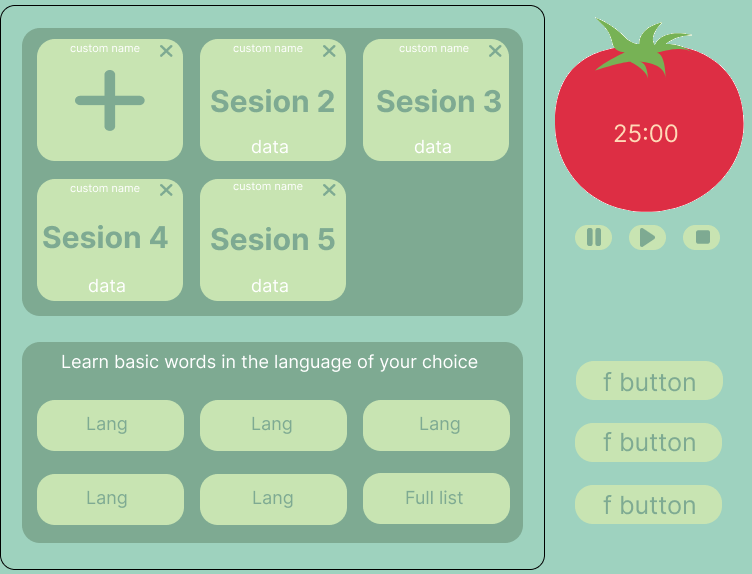 custom name
custom name
custom name
Sesion 2
Sesion 3
data
data
custom name
custom name
Sesion 4
Sesion 5
data
data
Learn basic words in the language of your choice
Lang
Lang
Lang
Lang
Lang
Full list
25:00
f button
f button
f button